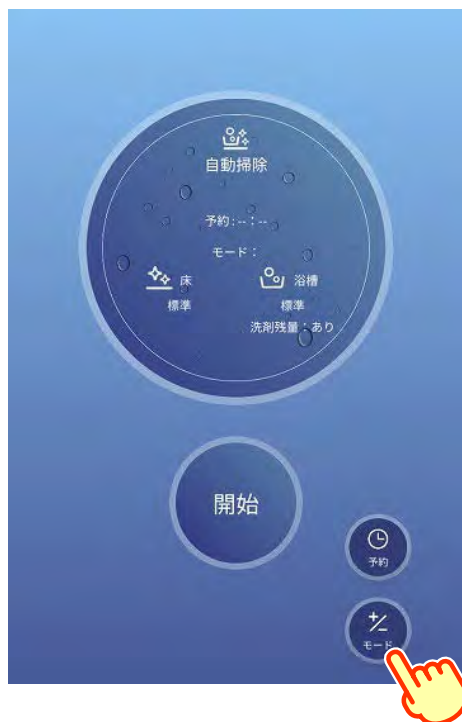 自動掃除
予約:--:--
モード:
床
浴槽
標準
標準
洗剤残量:あり
開始
予約
モード